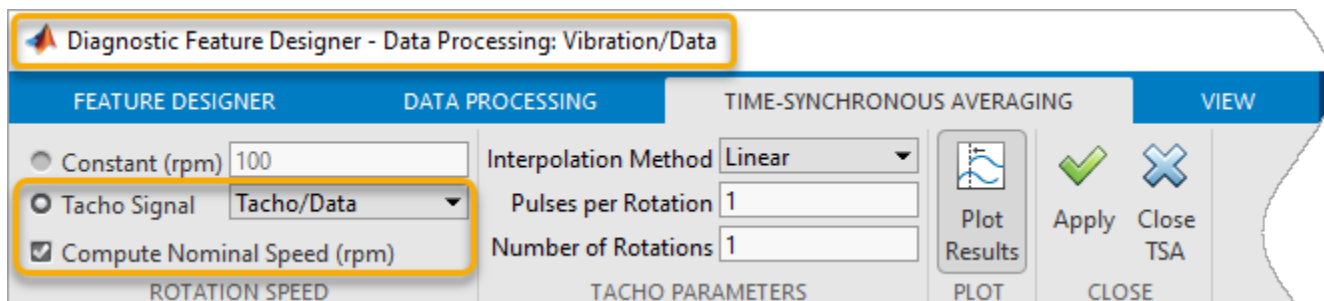 Diagnostic Feature Designer - Data Processing: Vibration/Data
FEATURE DESIGNER DATA PROCESSING TIME-SYNCHRONOUS AVERAGING VIEW
Constant (rpm) 100 Interpolation Method Linear
Tacho Signal Tacho/Data Pulses per Rotation 1
Compute Nominal Speed (rpm) Number of Rotations 1
Plot Results
Apply
Close TSA
ROTATION SPEED TACHO PARAMETERS PLOT CLOSE